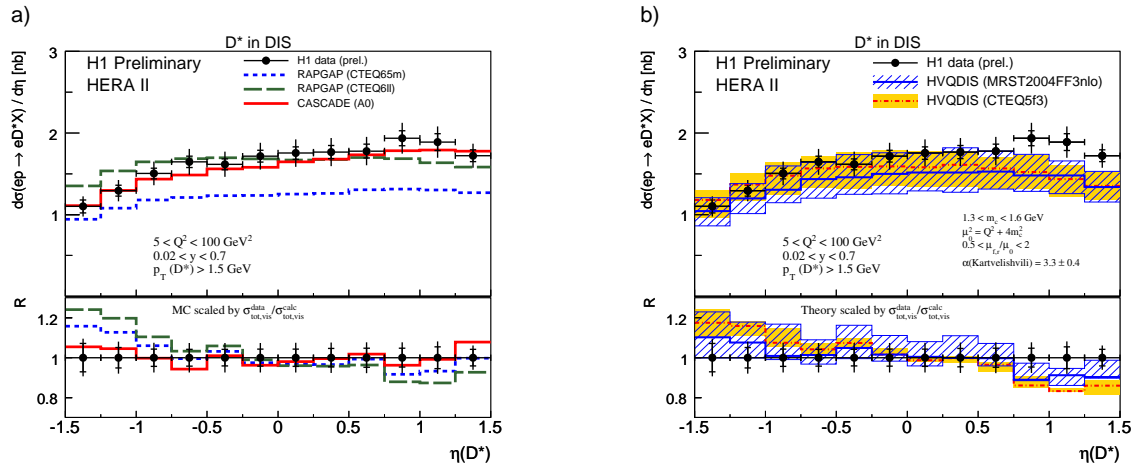 a)
D* in DIS
H1 Preliminary
HERA II
H1 data (prel.)
RAPGAP (CTEQ65m)
RAPGAP (CTEQ6ll)
CASCADE (A0)
dσ(ep → eD*X) / dη [nb]
3
2
1
5 < Q² < 100 GeV²
0.02 < y < 0.7
p_T (D*) > 1.5 GeV
R
MC scaled by σ^data_tot,vis/σ^calc_tot,vis
1.2
1
0.8
-1.5 -1 -0.5 0 0.5 1 1.5
η(D*)
b)
D* in DIS
H1 Preliminary
HERA II
H1 data (prel.)
HVQDIS (MRST2004FF3nlo)
HVQDIS (CTEQ5f3)
dσ(ep → eD*X) / dη [nb]
3
2
1
5 < Q² < 100 GeV²
0.02 < y < 0.7
p_T (D*) > 1.5 GeV
1.3 < m_c < 1.6 GeV
μ₀² = Q² + 4m_c²
0.5 < μ_f,r/μ₀ < 2
α(Kartvelishvili) = 3.3 ± 0.4
R
Theory scaled by σ^data_tot,vis/σ^calc_tot,vis
1.2
1
0.8
-1.5 -1 -0.5 0 0.5 1 1.5
η(D*)